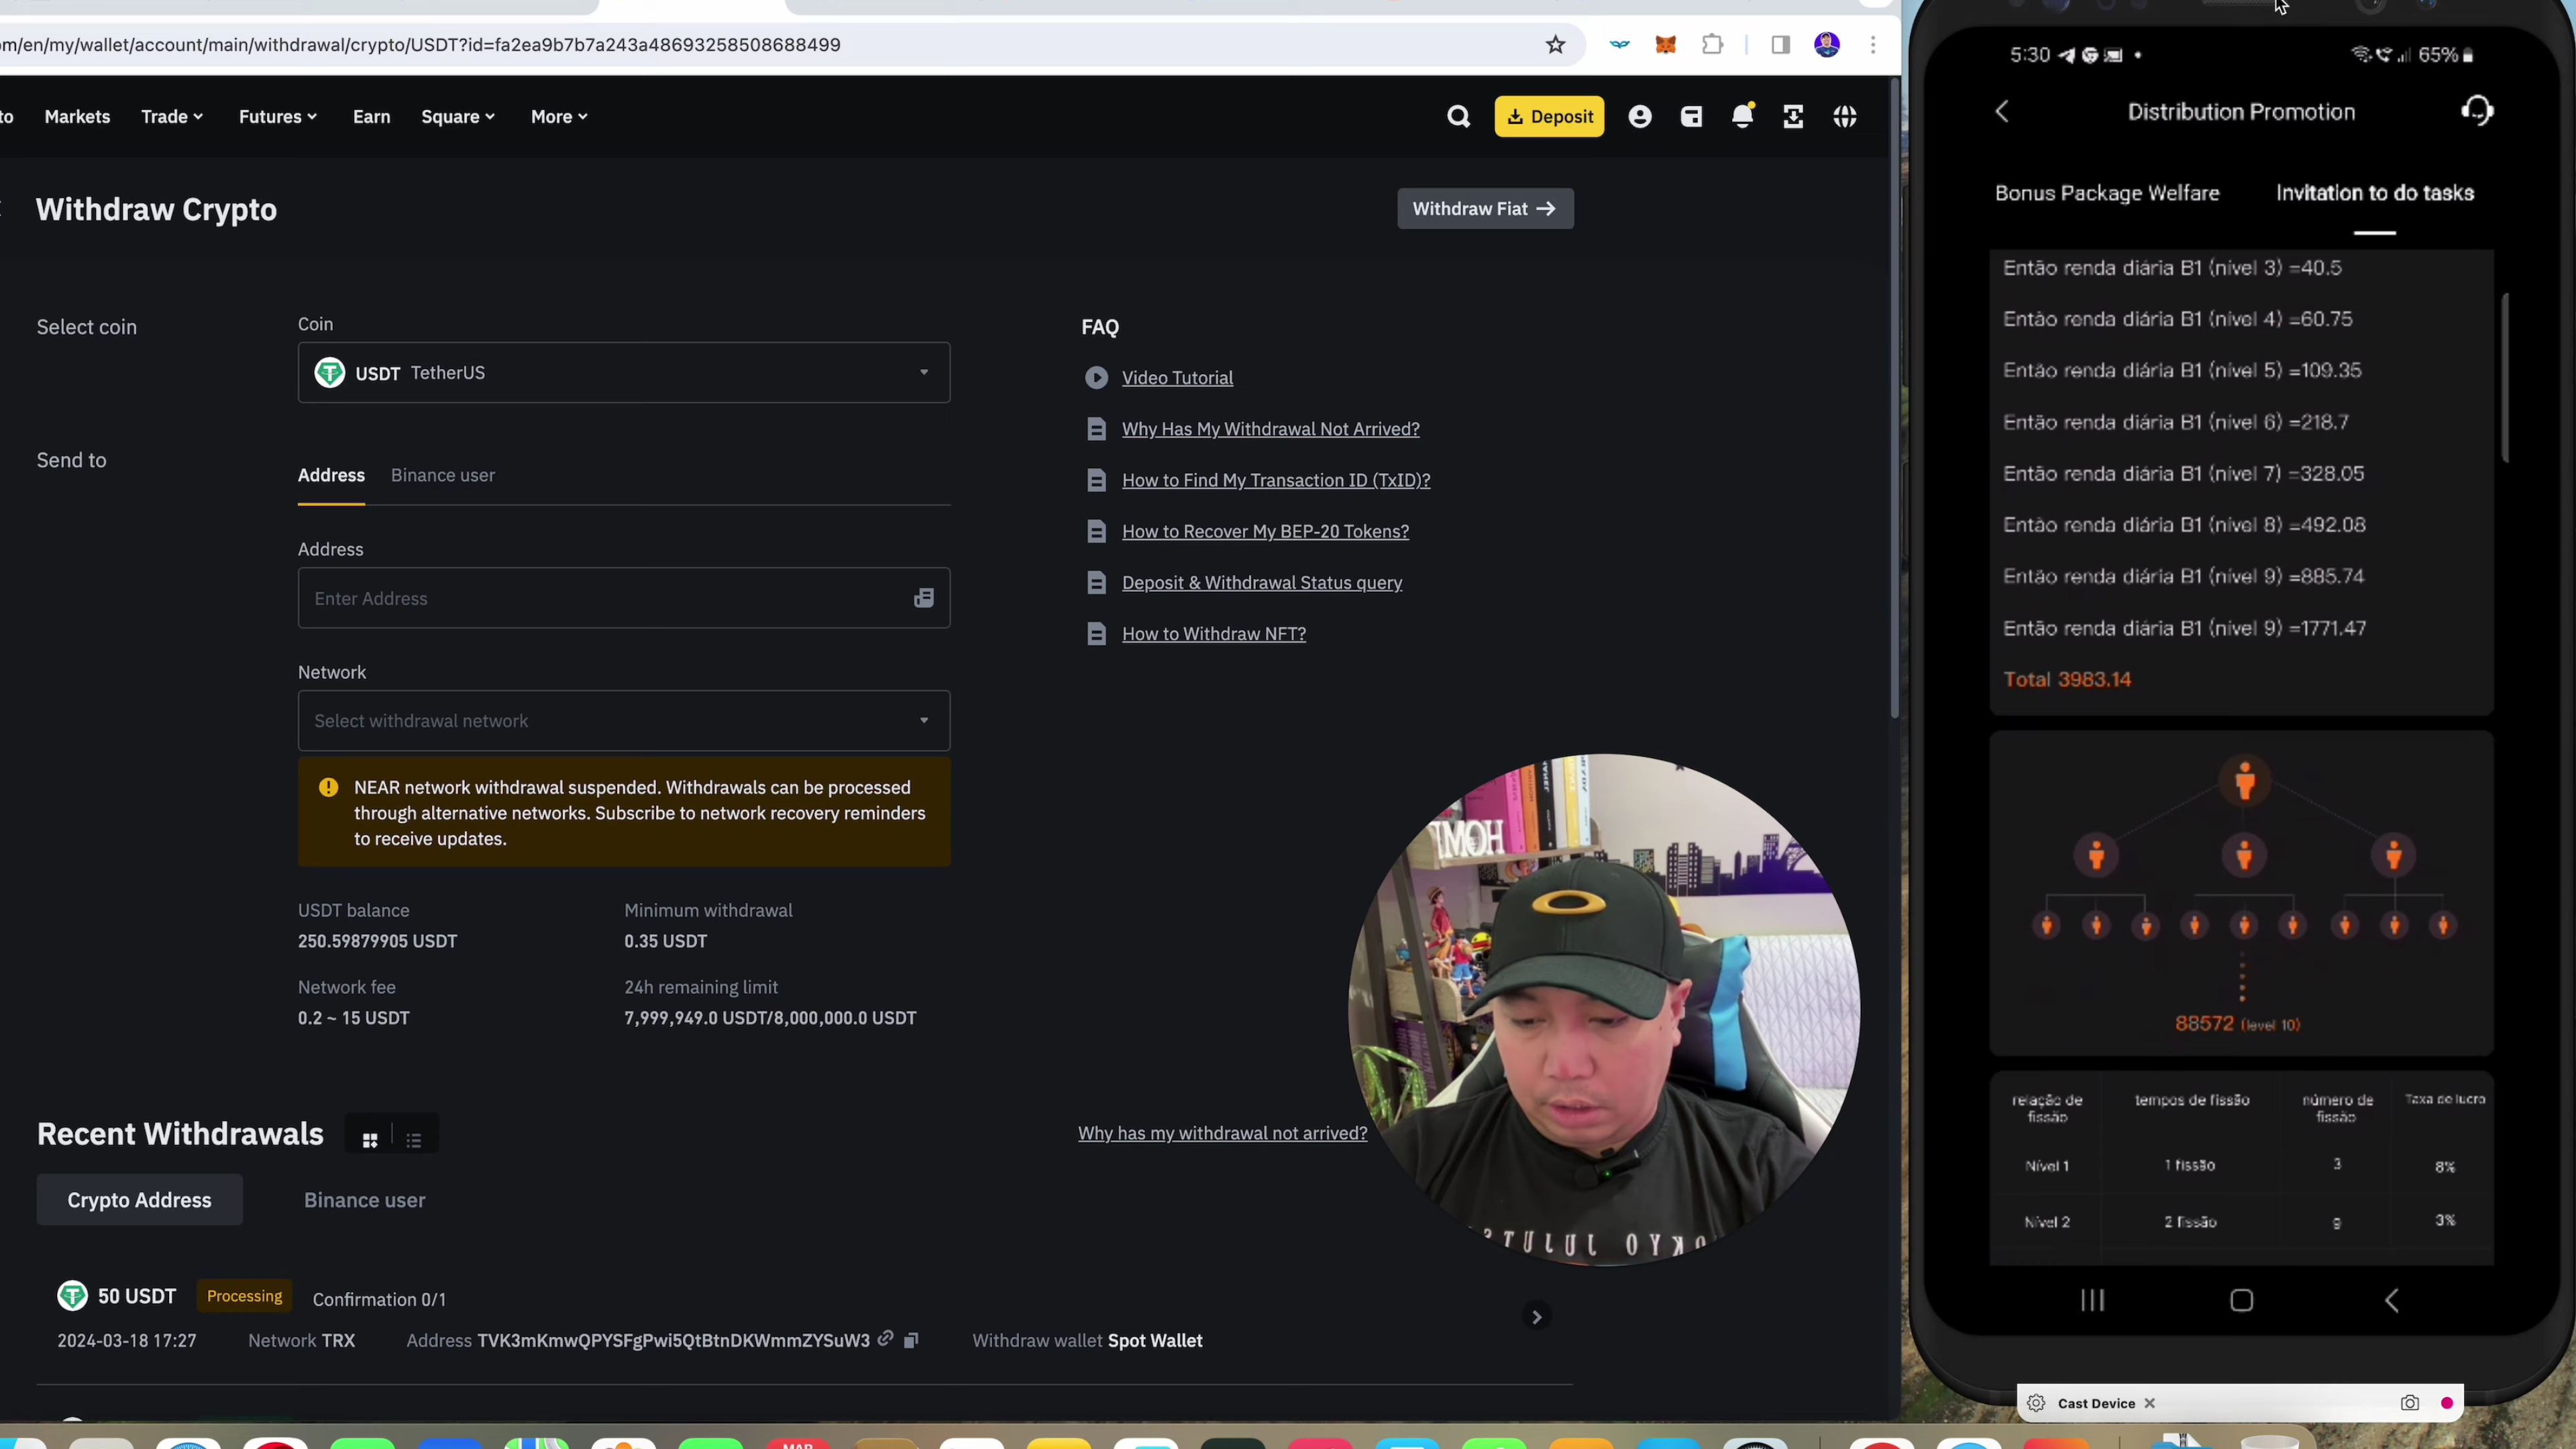 om/en/my/wallet/account/main/withdrawal/crypto/USDT?id=fa2ea9b7b7a243a48693258508688499
to Markets Trade Futures Earn Square More Deposit
Withdraw Crypto
Withdraw Fiat →
Select coin
Coin
USDT TetherUS
Send to
Address Binance user
Address
Enter Address
Network
Select withdrawal network
NEAR network withdrawal suspended. Withdrawals can be processed
through alternative networks. Subscribe to network recovery reminders
to receive updates.
USDT balance Minimum withdrawal
250.59879905 USDT 0.35 USDT
Network fee 24h remaining limit
0.2 ~ 15 USDT 7,999,949.0 USDT/8,000,000.0 USDT
FAQ
Video Tutorial
Why Has My Withdrawal Not Arrived?
How to Find My Transaction ID (TxID)?
How to Recover My BEP-20 Tokens?
Deposit & Withdrawal Status query
How to Withdraw NFT?
Recent Withdrawals
Why has my withdrawal not arrived?
Crypto Address Binance user
50 USDT Processing Confirmation 0/1
2024-03-18 17:27 Network TRX Address TVK3mKmwQPYSFgPwi5QtBtnDKWmmZYSuW3 Withdraw wallet Spot Wallet
HOME
OKYO JUJUTS
5:30 65%
Distribution Promotion
Bonus Package Welfare Invitation to do tasks
Então renda diária B1 (nível 3) =40.5
Então renda diária B1 (nível 4) =60.75
Então renda diária B1 (nível 5) =109.35
Então renda diária B1 (nível 6) =218.7
Então renda diária B1 (nível 7) =328.05
Então renda diária B1 (nível 8) =492.08
Então renda diária B1 (nível 9) =885.74
Então renda diária B1 (nível 9) =1771.47
Total 3983.14
88572 (level 10)
relação de fissão tempos de fissão número de fissão Taxa de lucro
Nível 1 1 fissão 3 8%
Nível 2 2 fissão 9 3%
Cast Device
MAR